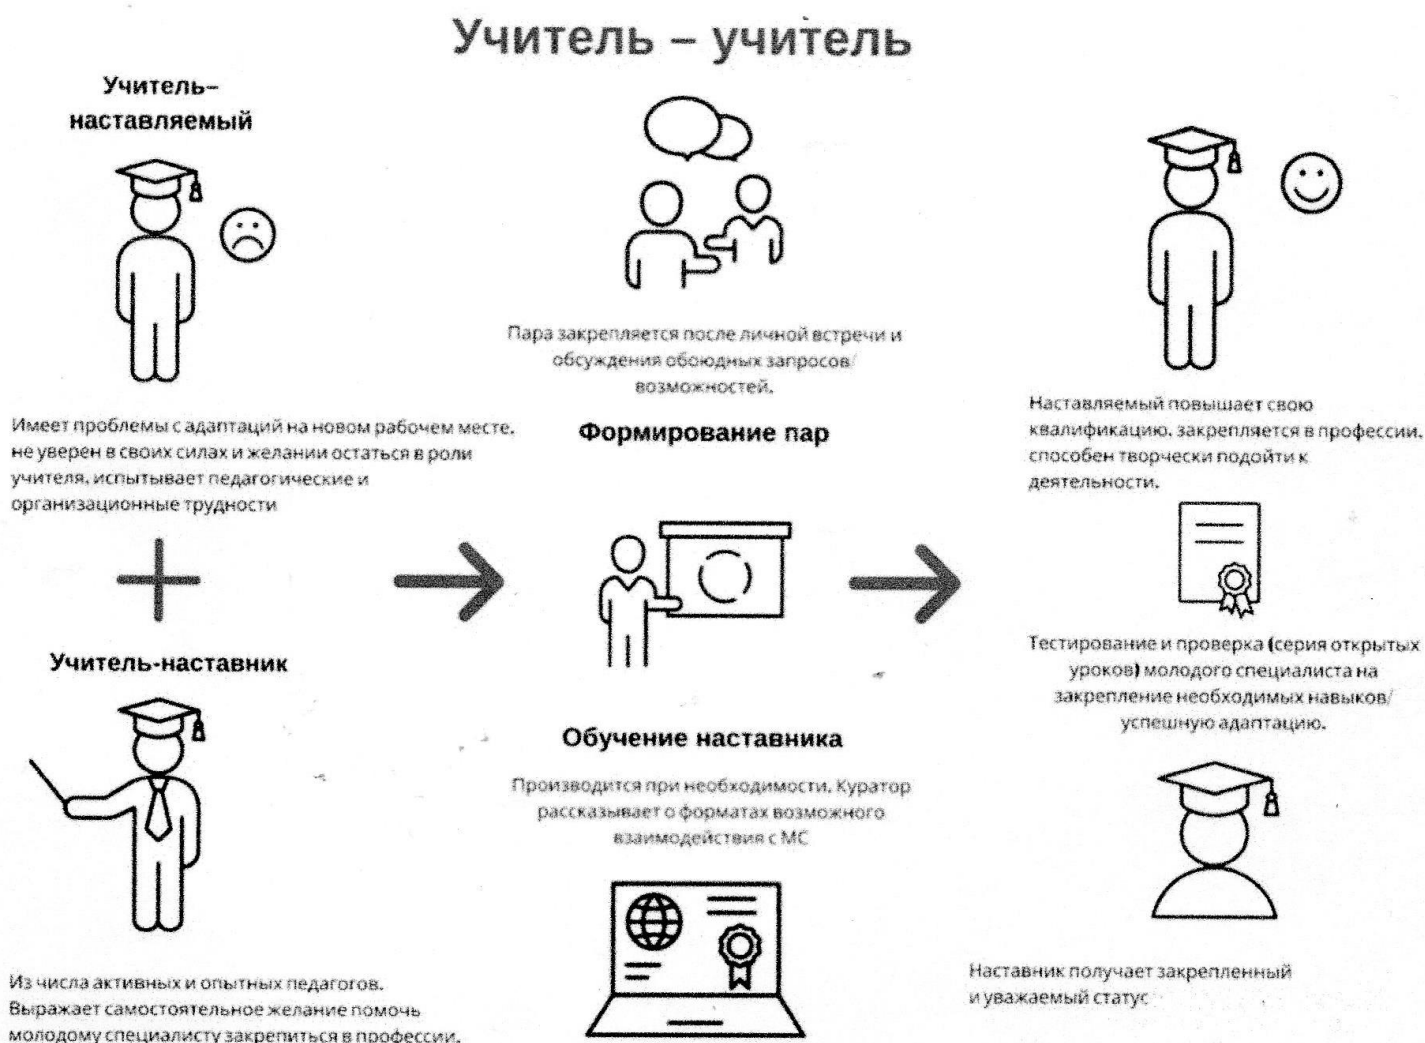 Учитель – учитель
Учитель–
наставляемый
Имеет проблемы с адаптаций на новом рабочем месте.
не уверен в своих силах и желании остаться в роли
учителя. испытывает педагогические и
организационные трудности
Учитель-наставник
Из числа активных и опытных педагогов.
Выражает самостоятельное желание помочь
молодому специалисту закрепиться в профессии.
Пара закрепляется после личной встречи и
обсуждения обоюдных запросов/
возможностей.
Формирование пар
Обучение наставника
Производится при необходимости. Куратор
рассказывает о форматах возможного
взаимодействия с МС
Наставляемый повышает свою
квалификацию. закрепляется в профессии.
способен творчески подойти к
деятельности.
Тестирование и проверка (серия открытых
уроков) молодого специалиста на
закрепление необходимых навыков/
успешную адаптацию.
Наставник получает закрепленный
и уважаемый статус